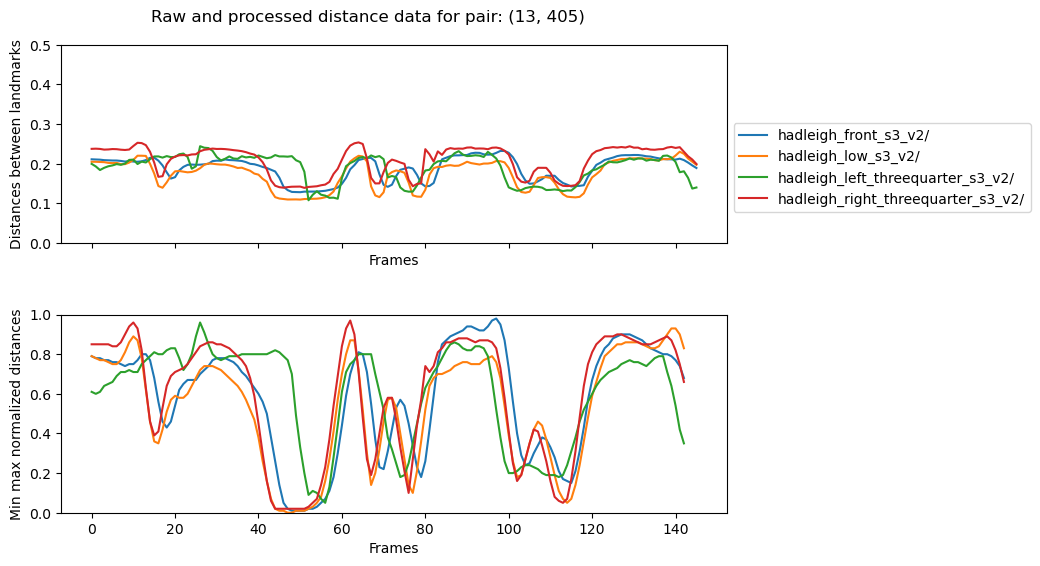 Raw and processed distance data for pair: (13, 405)
Distances between landmarks
0.5
0.4
0.3
0.2
0.1
0.0
Frames
hadleigh_front_s3_v2/
hadleigh_low_s3_v2/
hadleigh_left_threequarter_s3_v2/
hadleigh_right_threequarter_s3_v2/
Min max normalized distances
1.0
0.8
0.6
0.4
0.2
0.0
0 20 40 60 80 100 120 140
Frames